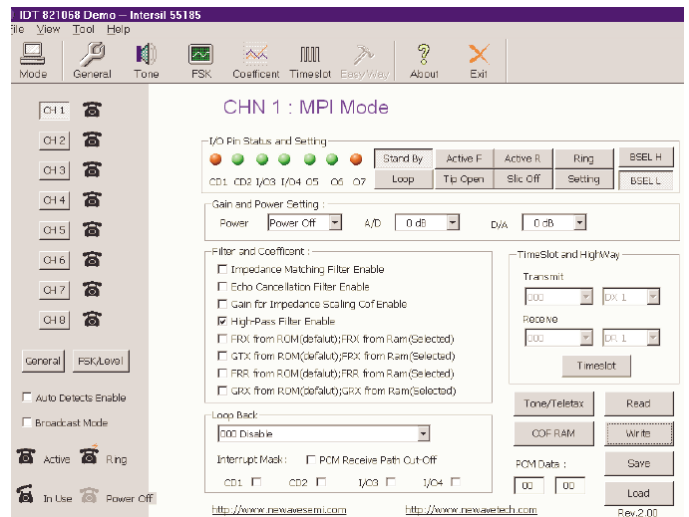 IDT 821068 Demo — Intersil 55185
File View Tool Help
Mode General Tone FSK Coefficent Timeslot EasyWay About Exit
CHN 1 : MPI Mode
CH 1
CH 2
CH 3
CH 4
CH 5
CH 6
CH 7
CH 8
General FSK/Level
Auto Detects Enable
Broadcast Mode
Active Ring
In Use Power Off
I/O Pin Status and Setting
CD1 CD2 I/O3 I/O4 O5 O6 O7
Stand By Active F Active R Ring BSEL H
Loop Tip Open Slic Off Setting BSEL L
Gain and Power Setting :
Power Power Off A/D 0 dB D/A 0 dB
Filter and Coefficent :
Impedance Matching Filter Enable
Echo Cancellation Filter Enable
Gain for Impedance Scaling Cof Enable
High-Pass Filter Enable
FRX from ROM(defalut);FRX from Ram(Selected)
GTX from ROM(defalut);GTX from Ram(Selected)
FRR from ROM(defalut);FRR from Ram(Selected)
GRX from ROM(defalut);GRX from Ram(Selected)
TimeSlot and HighWay
Transmit
000 DX 1
Receive
000 DR 1
Timeslot
Loop Back
000 Disable
Interrupt Mask : PCM Receive Path Cut-Off
CD1 CD2 I/O3 I/O4
Tone/Teletax Read
COF RAM Write
PCM Data : Save
00 00 Load
http://www.newavesemi.com http://www.newavetech.com Rev.2.00